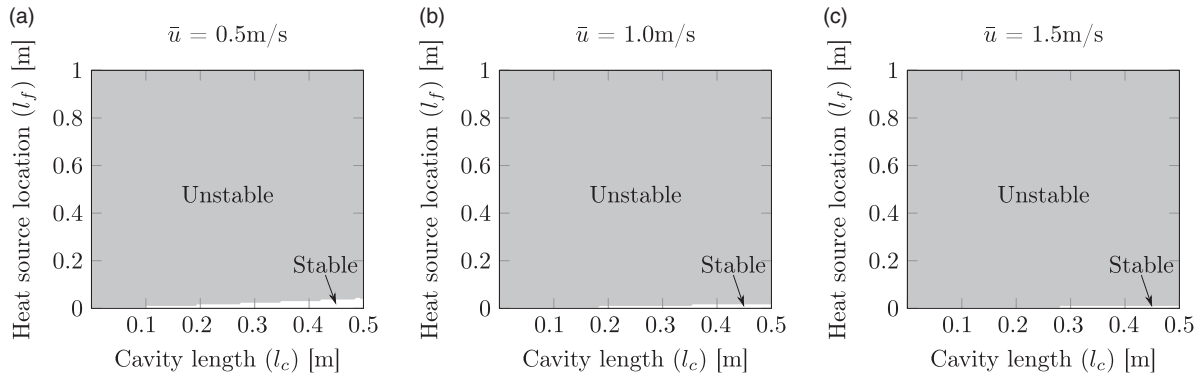 (a)
ū = 0.5m/s
Heat source location (l_f) [m]
1
0.8
0.6
0.4
0.2
0
Unstable
Stable
0.1 0.2 0.3 0.4 0.5
Cavity length (l_c) [m]
(b)
ū = 1.0m/s
Heat source location (l_f) [m]
1
0.8
0.6
0.4
0.2
0
Unstable
Stable
0.1 0.2 0.3 0.4 0.5
Cavity length (l_c) [m]
(c)
ū = 1.5m/s
Heat source location (l_f) [m]
1
0.8
0.6
0.4
0.2
0
Unstable
Stable
0.1 0.2 0.3 0.4 0.5
Cavity length (l_c) [m]